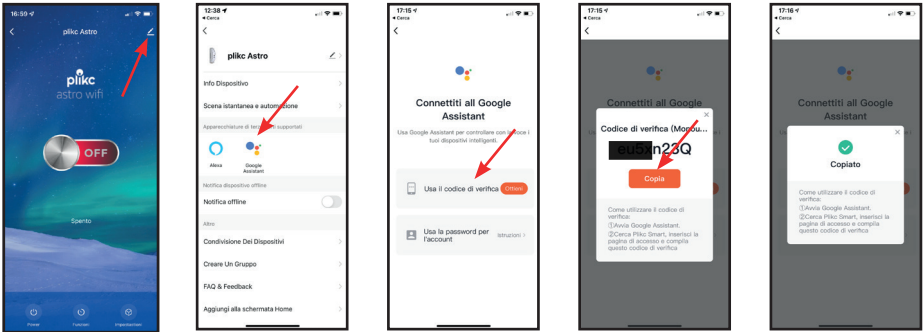 16:59
plikc Astro
plikc
astro wifi
OFF
Spento
Power
Funzioni
Impostazioni
12:38
Cerca
plikc Astro
Info Dispositivo
Scena istantanea e automazione
Apparecchiature di terze parti supportati
Alexa
Google
Assistant
Notifica dispositivo offline
Notifica offline
Altro
Condivisione Dei Dispositivi
Creare Un Gruppo
FAQ & Feedback
Aggiungi alla schermata Home
17:15
Cerca
Connettiti all Google
Assistant
Usa Google Assistant per controllare con la voce i
tuoi dispositivi intelligenti.
Usa il codice di verifica
Ottieni
Usa la password per
l'account
Istruzioni
17:15
Cerca
Connettiti all Google
Codice di verifica (Monou...
n23Q
Copia
Come utilizzare il codice di
verifica:
①Avvia Google Assistant.
②Cerca Plikc Smart, inserisci la
pagina di accesso e compila
questo codice di verifica
17:16
Cerca
Connettiti all Google
Assistant
Copiato
Come utilizzare il codice di
verifica:
①Avvia Google Assistant.
②Cerca Plikc Smart, inserisci la
pagina di accesso e compila
questo codice di verifica